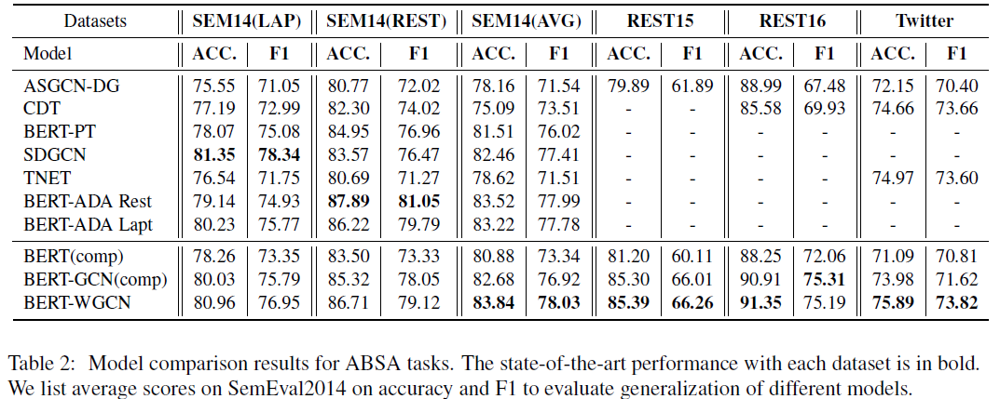 Datasets SEM14(LAP) SEM14(REST) SEM14(AVG) REST15 REST16 Twitter
Model ACC. F1 ACC. F1 ACC. F1 ACC. F1 ACC. F1 ACC. F1
ASGCN-DG 75.55 71.05 80.77 72.02 78.16 71.54 79.89 61.89 88.99 67.48 72.15 70.40
CDT 77.19 72.99 82.30 74.02 75.09 73.51 - - 85.58 69.93 74.66 73.66
BERT-PT 78.07 75.08 84.95 76.96 81.51 76.02 - - - - - -
SDGCN 81.35 78.34 83.57 76.47 82.46 77.41 - - - - - -
TNET 76.54 71.75 80.69 71.27 78.62 71.51 - - - - 74.97 73.60
BERT-ADA Rest 79.14 74.93 87.89 81.05 83.52 77.99 - - - - - -
BERT-ADA Lapt 80.23 75.77 86.22 79.79 83.22 77.78 - - - - - -
BERT(comp) 78.26 73.35 83.50 73.33 80.88 73.34 81.20 60.11 88.25 72.06 71.09 70.81
BERT-GCN(comp) 80.03 75.79 85.32 78.05 82.68 76.92 85.30 66.01 90.91 75.31 73.98 71.62
BERT-WGCN 80.96 76.95 86.71 79.12 83.84 78.03 85.39 66.26 91.35 75.19 75.89 73.82
Table 2: Model comparison results for ABSA tasks. The state-of-the-art performance with each dataset is in bold.
We list average scores on SemEval2014 on accuracy and F1 to evaluate generalization of different models.